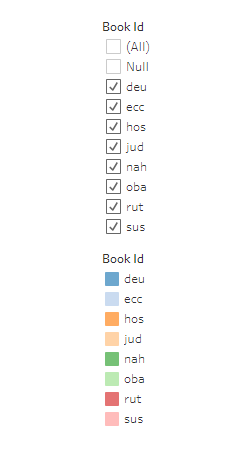 Book Id
(All)
Null
deu
ecc
hos
jud
nah
oba
rut
sus
Book Id
deu
ecc
hos
jud
nah
oba
rut
sus